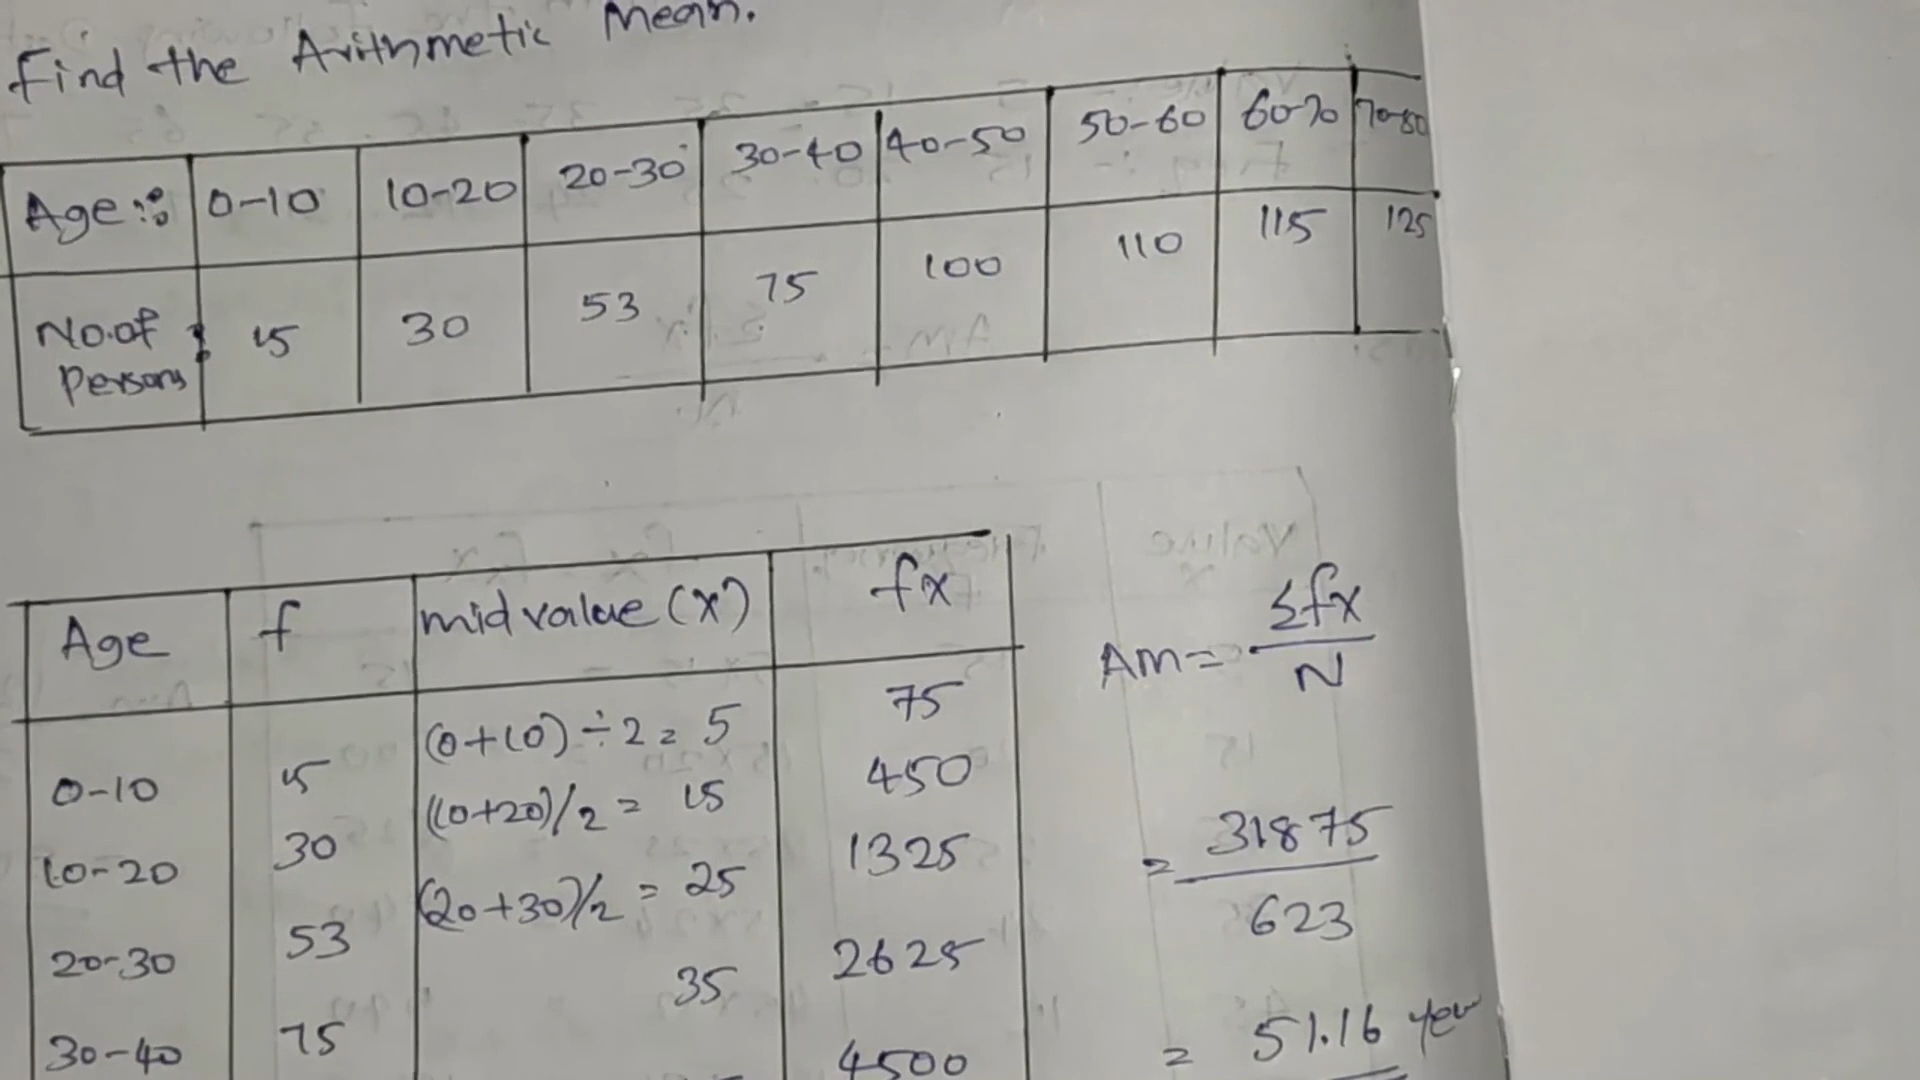 Find the Arithmetic Mean.
Age :: 0-10 10-20 20-30 30-40 40-50 50-60 60-70 70-80
No.of Persons : 15 30 53 75 100 110 115 125
Age f mid value (x) fx
0-10 15 (0+10)÷2 = 5 75
10-20 30 (10+20)/2 = 15 450
20-30 53 (20+30)/2 = 25 1325
30-40 75 35 2625
4500
AM = Σfx / N
= 31875 / 623
= 51.16